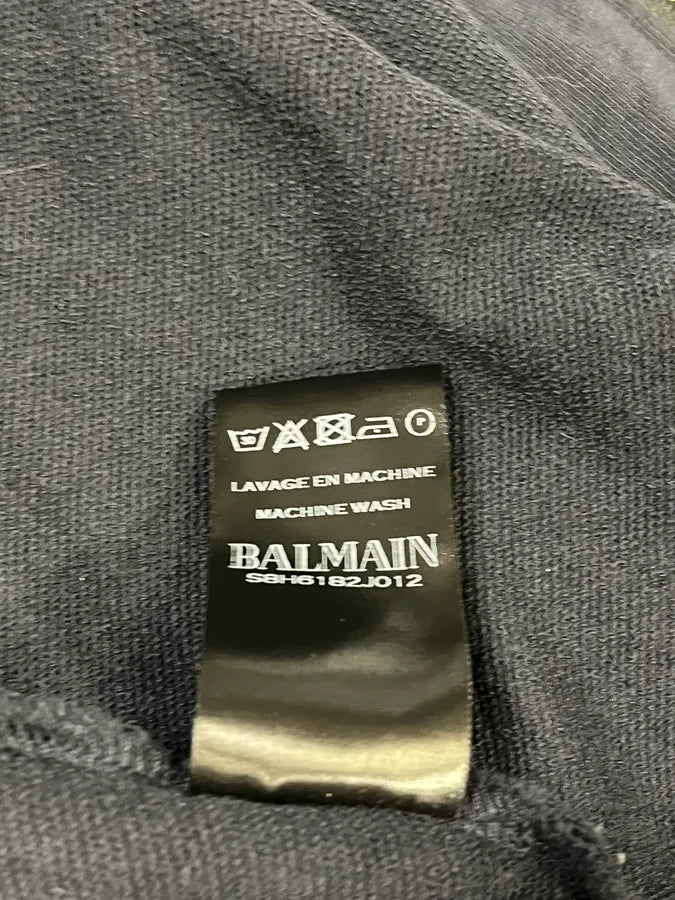 P
LAVAGE EN MACHINE
MACHINE WASH
BALMAIN
S8H6182J012